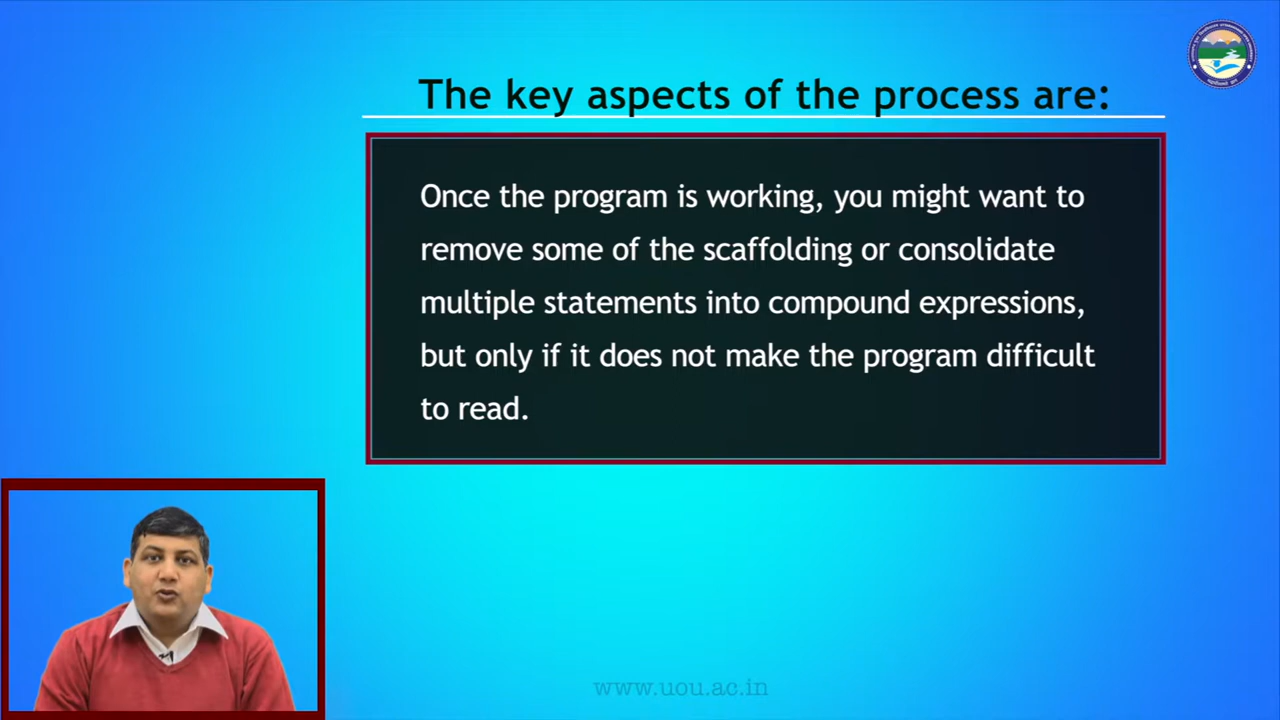 The key aspects of the process are:
Once the program is working, you might want to
remove some of the scaffolding or consolidate
multiple statements into compound expressions,
but only if it does not make the program difficult
to read.
www.uou.ac.in